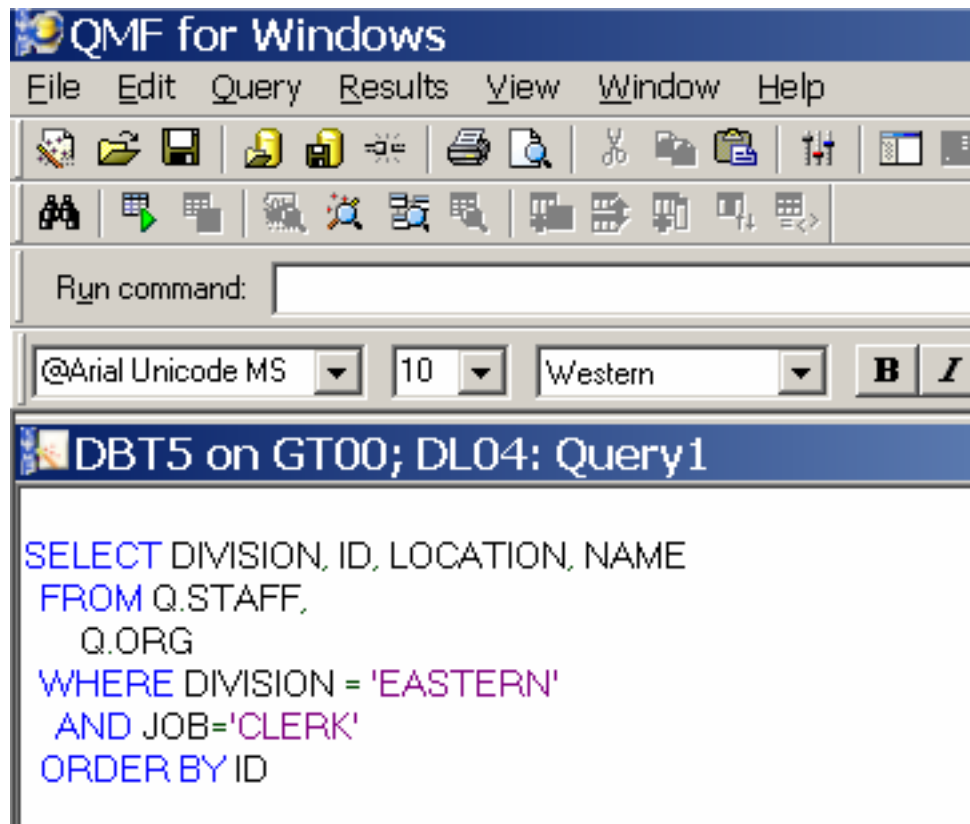 QMF for Windows
File Edit Query Results View Window Help
Run command:
@Arial Unicode MS 10 Western B I
DBT5 on GT00; DL04: Query1
SELECT DIVISION, ID, LOCATION, NAME
FROM Q.STAFF,
Q.ORG
WHERE DIVISION = 'EASTERN'
AND JOB='CLERK'
ORDER BY ID